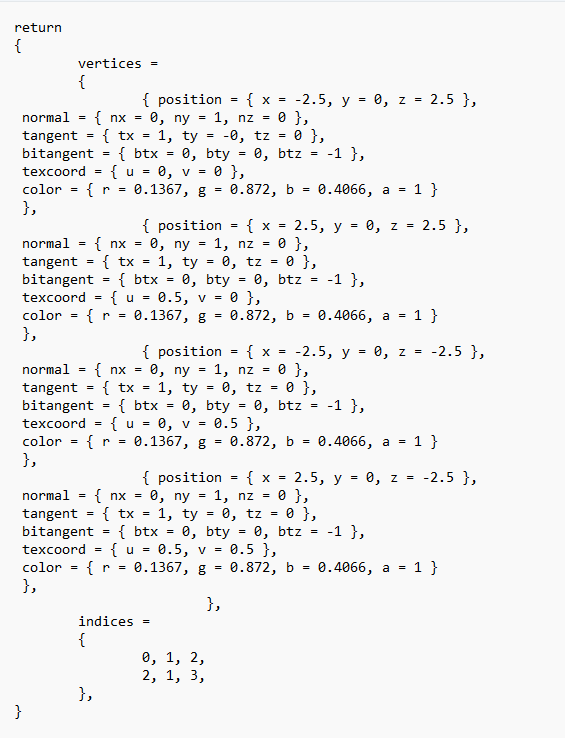 return
{
        vertices =
        {
                { position = { x = -2.5, y = 0, z = 2.5 },
 normal = { nx = 0, ny = 1, nz = 0 },
 tangent = { tx = 1, ty = -0, tz = 0 },
 bitangent = { btx = 0, bty = 0, btz = -1 },
 texcoord = { u = 0, v = 0 },
 color = { r = 0.1367, g = 0.872, b = 0.4066, a = 1 }
 },
                { position = { x = 2.5, y = 0, z = 2.5 },
 normal = { nx = 0, ny = 1, nz = 0 },
 tangent = { tx = 1, ty = 0, tz = 0 },
 bitangent = { btx = 0, bty = 0, btz = -1 },
 texcoord = { u = 0.5, v = 0 },
 color = { r = 0.1367, g = 0.872, b = 0.4066, a = 1 }
 },
                { position = { x = -2.5, y = 0, z = -2.5 },
 normal = { nx = 0, ny = 1, nz = 0 },
 tangent = { tx = 1, ty = 0, tz = 0 },
 bitangent = { btx = 0, bty = 0, btz = -1 },
 texcoord = { u = 0, v = 0.5 },
 color = { r = 0.1367, g = 0.872, b = 0.4066, a = 1 }
 },
                { position = { x = 2.5, y = 0, z = -2.5 },
 normal = { nx = 0, ny = 1, nz = 0 },
 tangent = { tx = 1, ty = 0, tz = 0 },
 bitangent = { btx = 0, bty = 0, btz = -1 },
 texcoord = { u = 0.5, v = 0.5 },
 color = { r = 0.1367, g = 0.872, b = 0.4066, a = 1 }
 },
                        },
        indices =
        {
                0, 1, 2,
                2, 1, 3,
        },
}